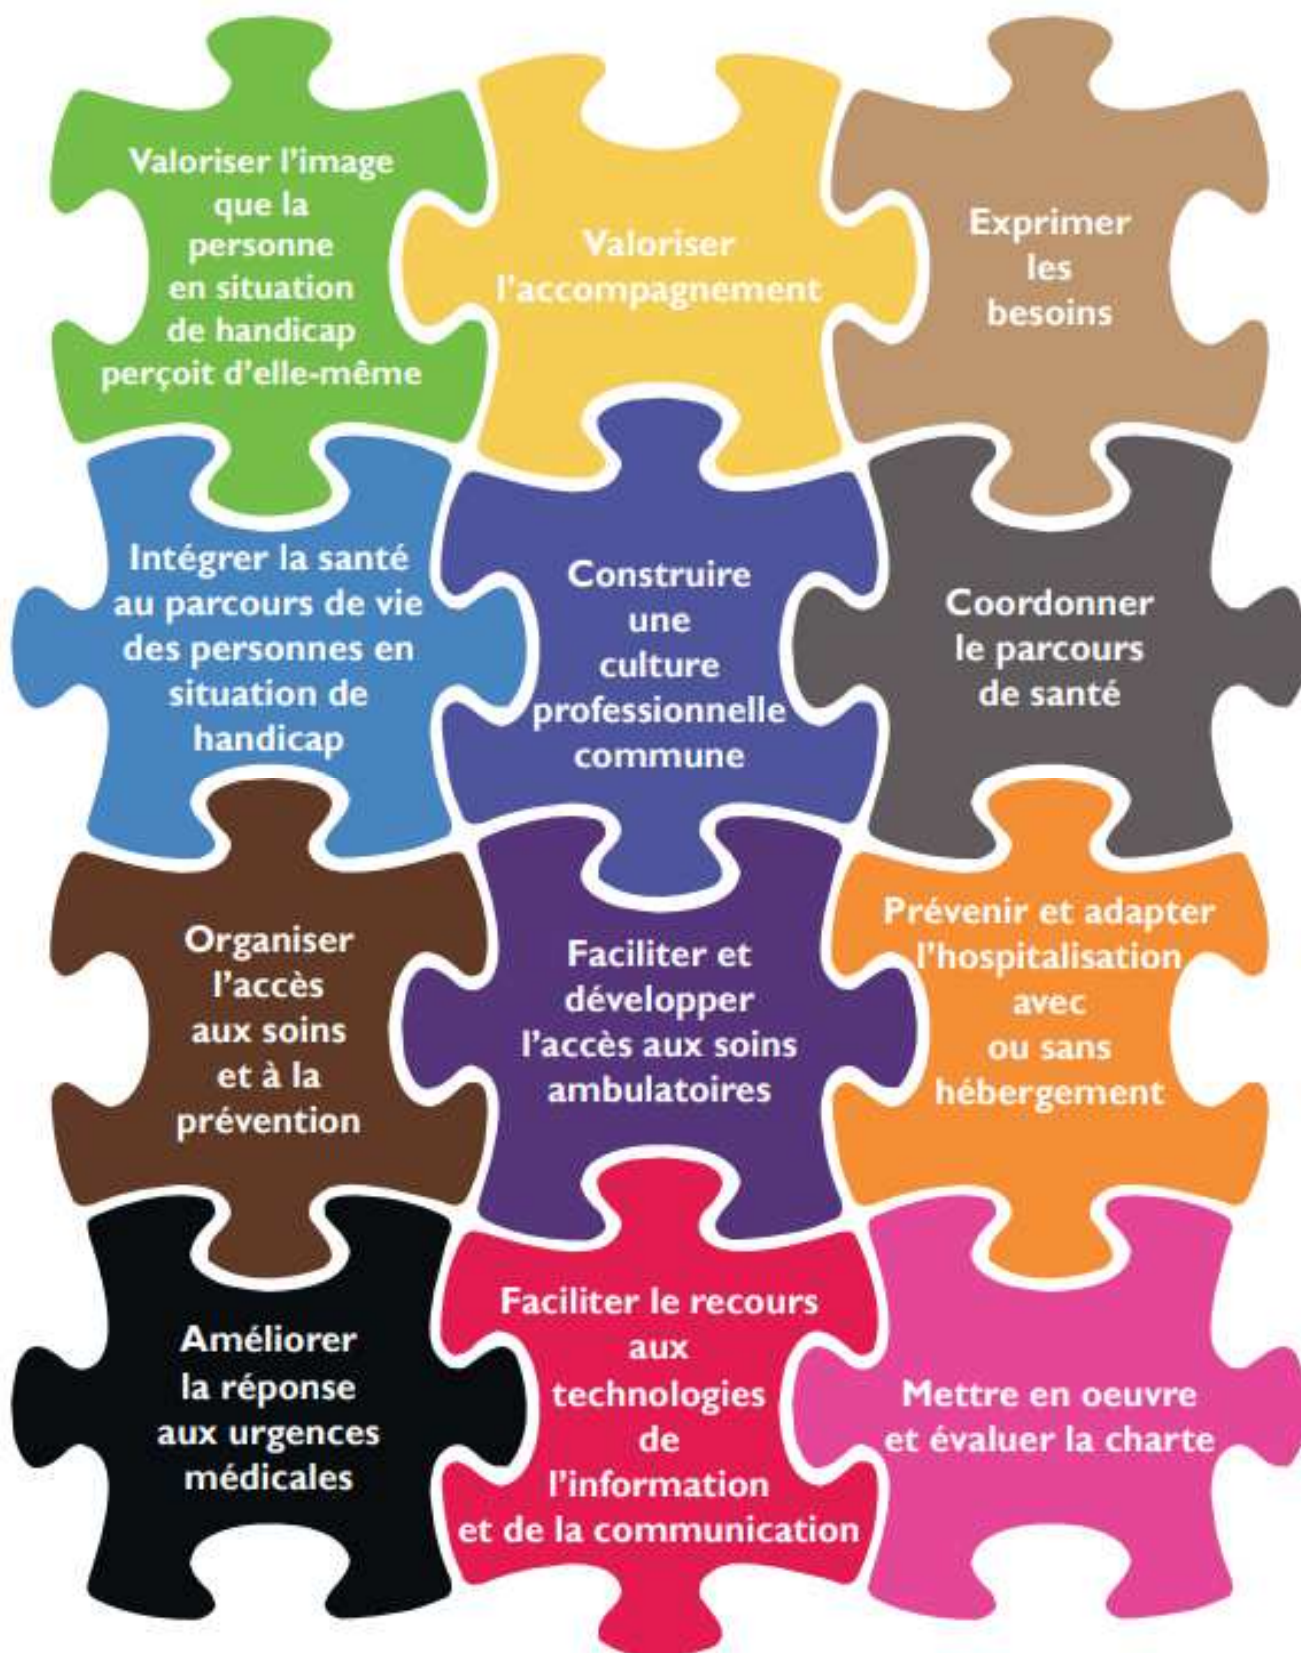 Valoriser l'image
que la
personne
en situation
de handicap
perçoit d'elle-même
Valoriser
l'accompagnement
Exprimer
les
besoins
Intégrer la santé
au parcours de vie
des personnes en
situation de
handicap
Construire
une
culture
professionnelle
commune
Coordonner
le parcours
de santé
Organiser
l'accès
aux soins
et à la
prévention
Faciliter et
développer
l'accès aux soins
ambulatoires
Prévenir et adapter
l'hospitalisation
avec
ou sans
hébergement
Améliorer
la réponse
aux urgences
médicales
Faciliter le recours
aux
technologies
de
l'information
et de la communication
Mettre en oeuvre
et évaluer la charte